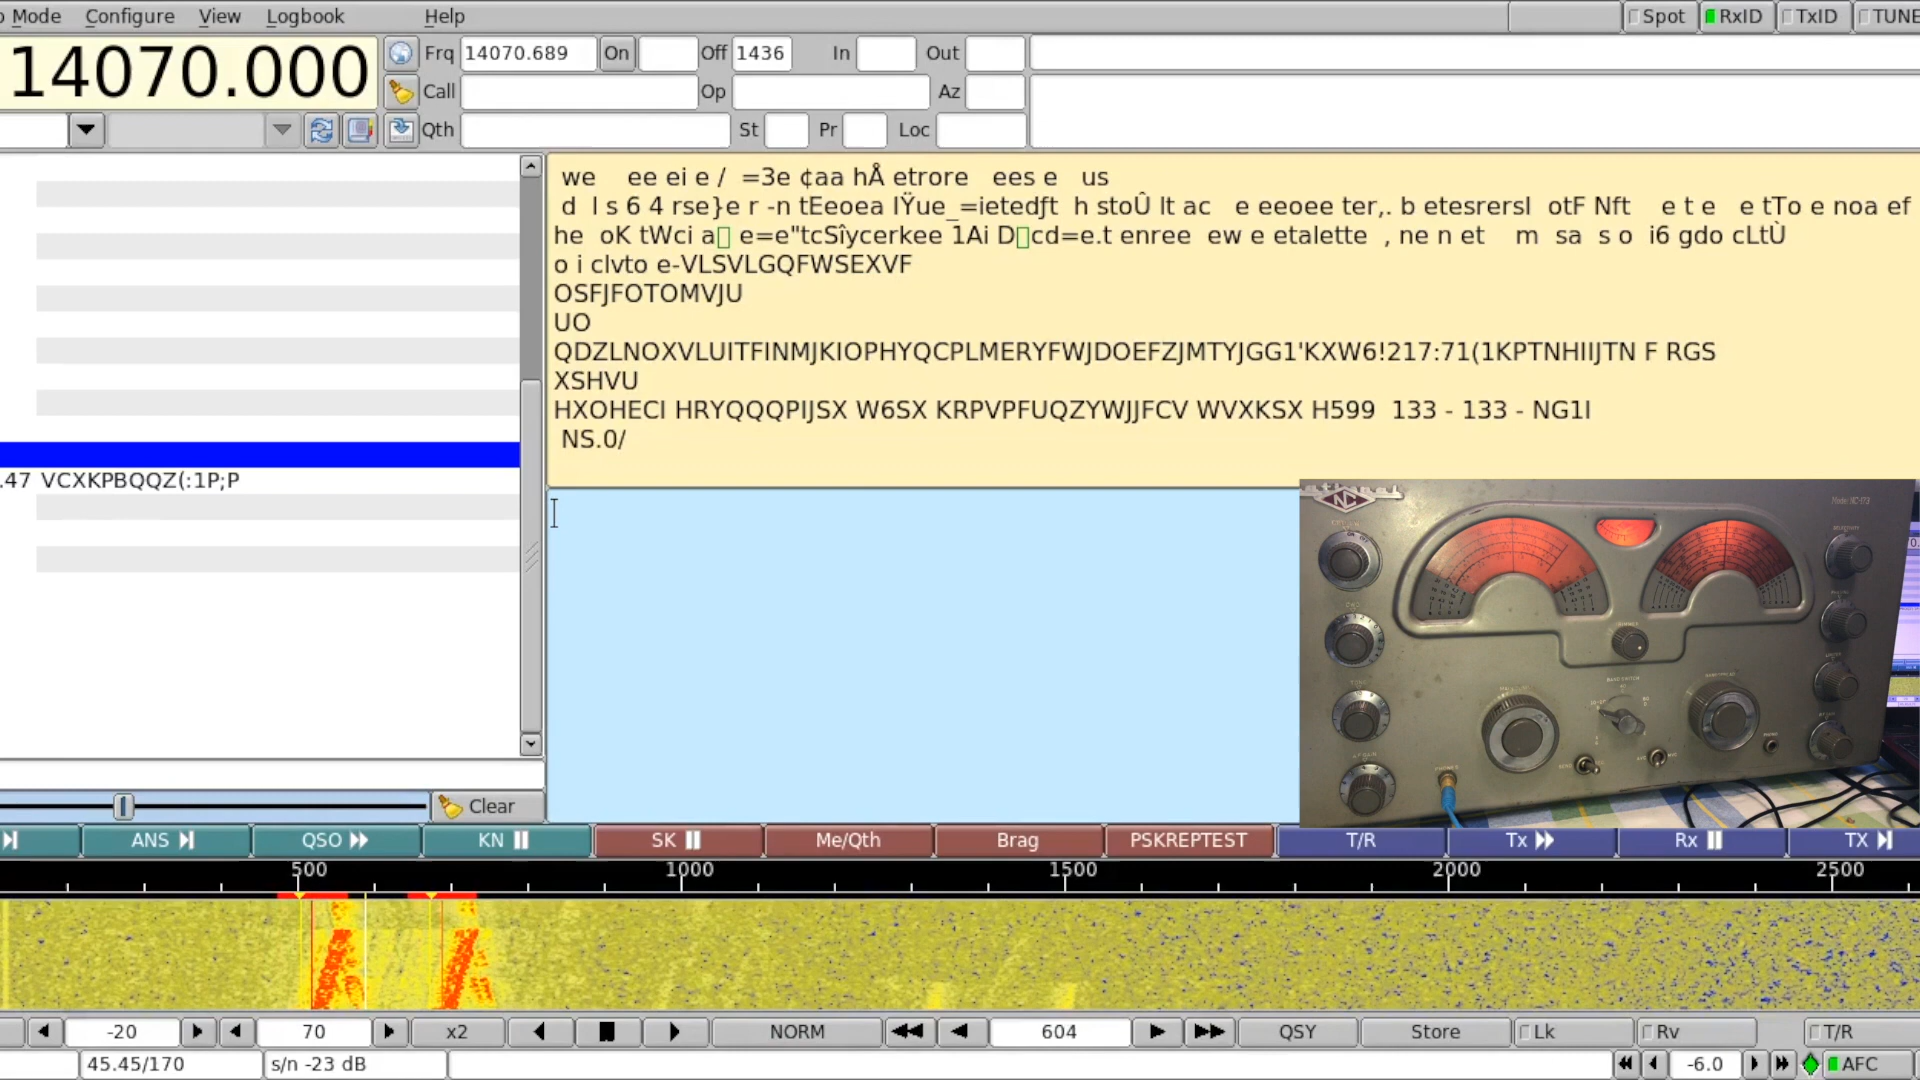 Mode Configure View Logbook Help Spot RxID TxID TUNE
14070.000 Frq 14070.689 On Off 1436 In Out
Call Op Az
Qth St Pr Loc
we ee ei e / =3e ¢aa hÅ etrore ees e us
d l s 6 4 rse}e r -n tEeoea lŸue_=ietedƒt h stoÛ lt ac e eeoee ter,. b etesrersl otF Nft e t e e tTo e noa ef
he oK tWci a e=e"tcSîycerkee 1Ai D cd=e.t enree ew e etalette , ne n et m sa s o i6 gdo cLtÙ
o i clvto e-VLSVLGQFWSEXVF
OSFJFOTOMVJU
UO
QDZLNOXVLUITFINMJKIOPHYQCPLMERYFWJDOEFZJMTYJGG1'KXW6!217:71(1KPTNHIIJTN F RGS
XSHVU
HXOHECI HRYQQQPIJSX W6SX KRPVPFUQZYWJJFCV WVXKSX H599 133 - 133 - NG1I
NS.0/
.47 VCXKPBQQZ(:1P;P
NC
Clear
ANS QSO KN SK Me/Qth Brag PSKREPTEST T/R Tx Rx TX
500 1000 1500 2000 2500
-20 70 x2 NORM 604 QSY Store Lk Rv T/R
45.45/170 s/n -23 dB -6.0 AFC